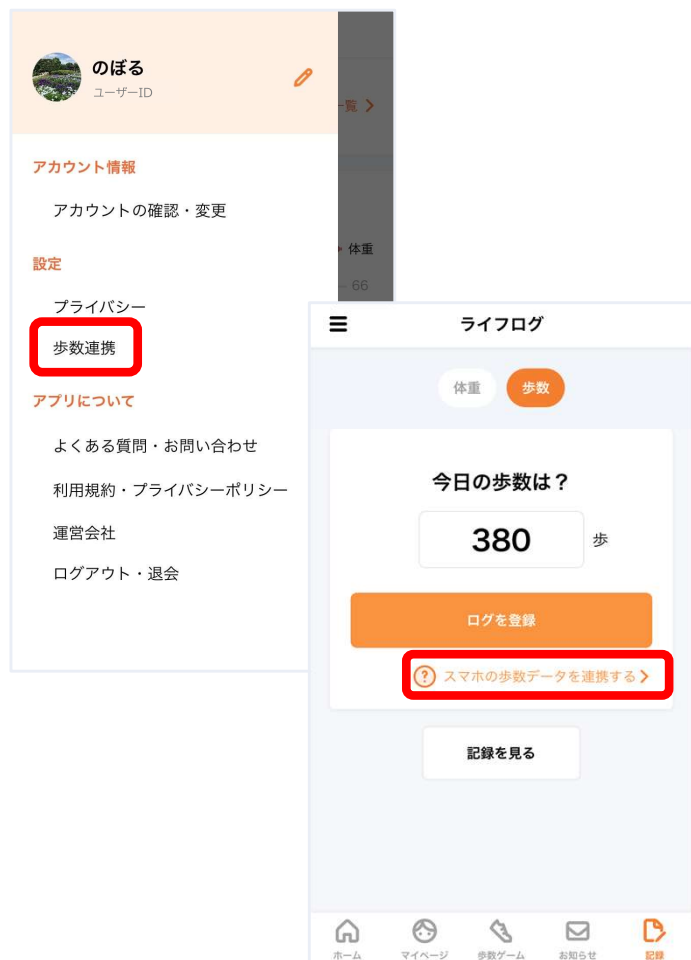 のぼる
ユーザーID
一覧
アカウント情報
アカウントの確認・変更
体重
66
設定
プライバシー
歩数連携
アプリについて
よくある質問・お問い合わせ
利用規約・プライバシーポリシー
運営会社
ログアウト・退会
ライフログ
体重 歩数
今日の歩数は？
380 歩
ログを登録
? スマホの歩数データを連携する
記録を見る
ホーム マイページ 歩数ゲーム お知らせ 記録